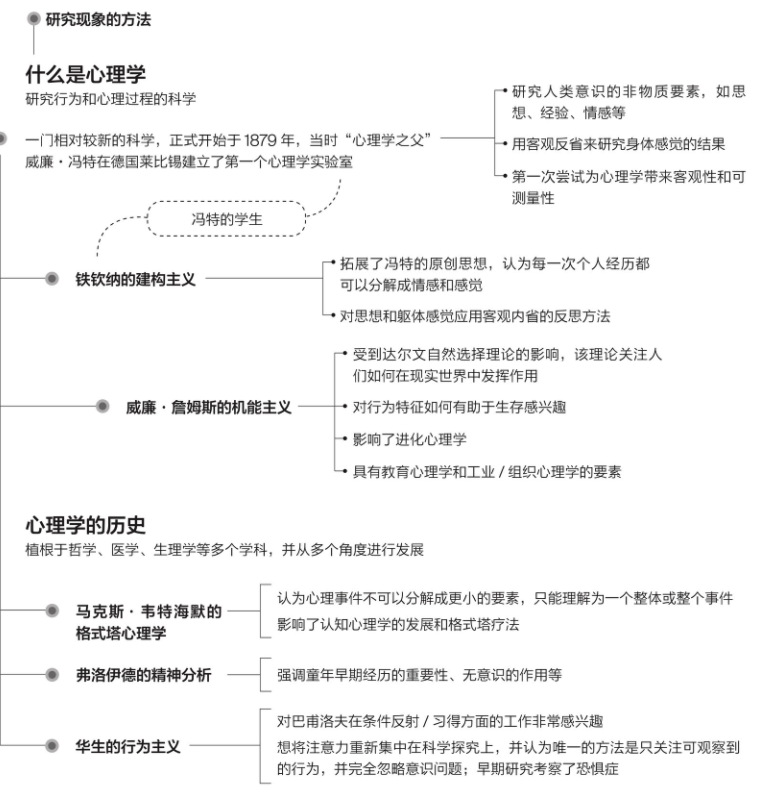 研究现象的方法
什么是心理学
研究行为和心理过程的科学
一门相对较新的科学，正式开始于 1879 年，当时“心理学之父”
威廉·冯特在德国莱比锡建立了第一个心理学实验室
研究人类意识的非物质要素，如思
想、经验、情感等
用客观反省来研究身体感觉的结果
第一次尝试为心理学带来客观性和可
测量性
冯特的学生
铁钦纳的建构主义
拓展了冯特的原创思想，认为每一次个人经历都
可以分解成情感和感觉
对思想和躯体感觉应用客观内省的反思方法
威廉·詹姆斯的机能主义
受到达尔文自然选择理论的影响，该理论关注人
们如何在现实世界中发挥作用
对行为特征如何有助于生存感兴趣
影响了进化心理学
具有教育心理学和工业 / 组织心理学的要素
心理学的历史
植根于哲学、医学、生理学等多个学科，并从多个角度进行发展
马克斯·韦特海默的
格式塔心理学
认为心理事件不可以分解成更小的要素，只能理解为一个整体或整个事件
影响了认知心理学的发展和格式塔疗法
弗洛伊德的精神分析
强调童年早期经历的重要性、无意识的作用等
华生的行为主义
对巴甫洛夫在条件反射 / 习得方面的工作非常感兴趣
想将注意力重新集中在科学探究上，并认为唯一的方法是只关注可观察到
的行为，并完全忽略意识问题；早期研究考察了恐惧症